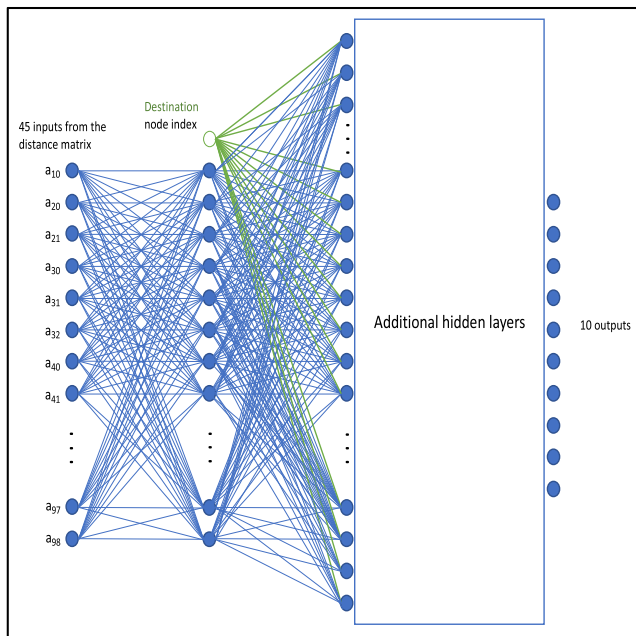 Destination
node index
45 inputs from the
distance matrix
a10
a20
a21
a30
a31
a32
a40
a41
a97
a98
Additional hidden layers
10 outputs